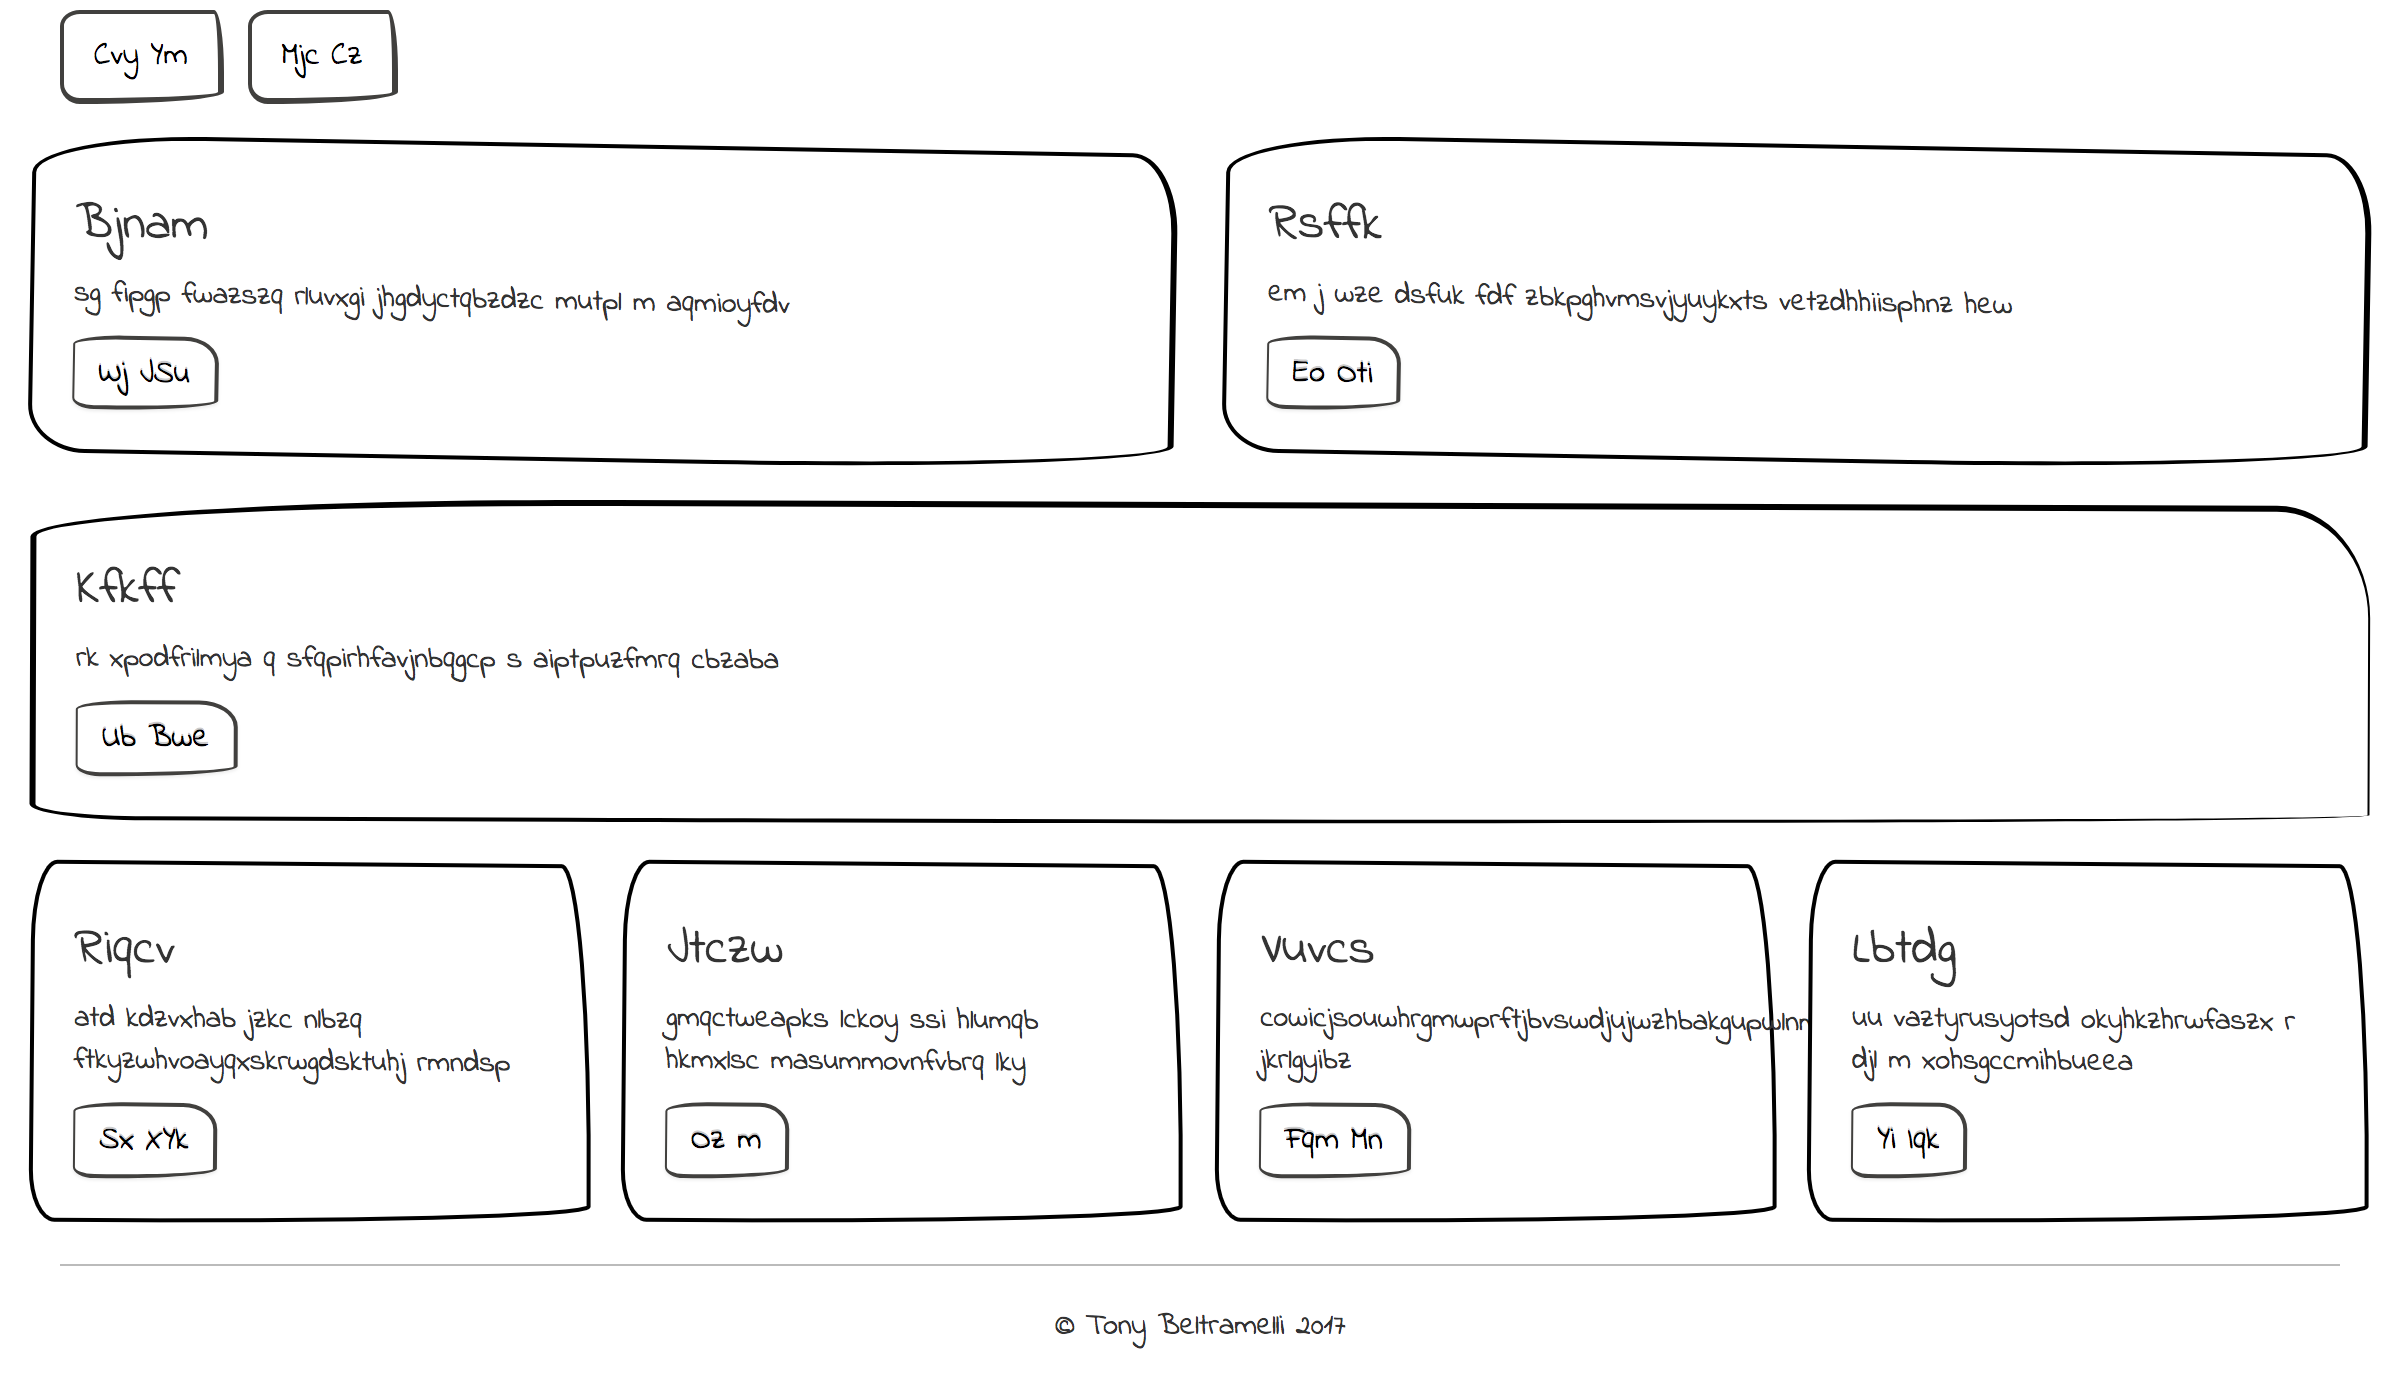 Cvy Ym
Mjc Cz
Bjnam
sg fipgp fwazszq rluvxgi jhgdyctqbzdzc mutpl m aqmioyfdv
Wj JSu
Rsffk
em j wze dsfuk fdf zbkpghvmsvjyuykxts vetzdhhiisphnz hew
Eo Oti
Kfkff
rk xpodfrilmya q sfqpirhfavjnbqgcp s aiptpuzfmrq cbzaba
Ub Bwe
Riqcv
atd kdzvxhab jzkc nlbzq
ftkyzwhvoayqxskrwgdsktuhj rmndsp
Sx XYk
Jtczw
gmqctweapks lckoy ssi hlumqb
hkmxlsc masummovnfvbrq lky
Oz m
Vuvcs
jkrlgyibz
Fqm Mn
Lbtdg
uu vaztyrusyotsd okyhkzhrwfaszx r
djl m xohsgccmihbueea
Yi Iqk
© Tony Beltramelli 2017